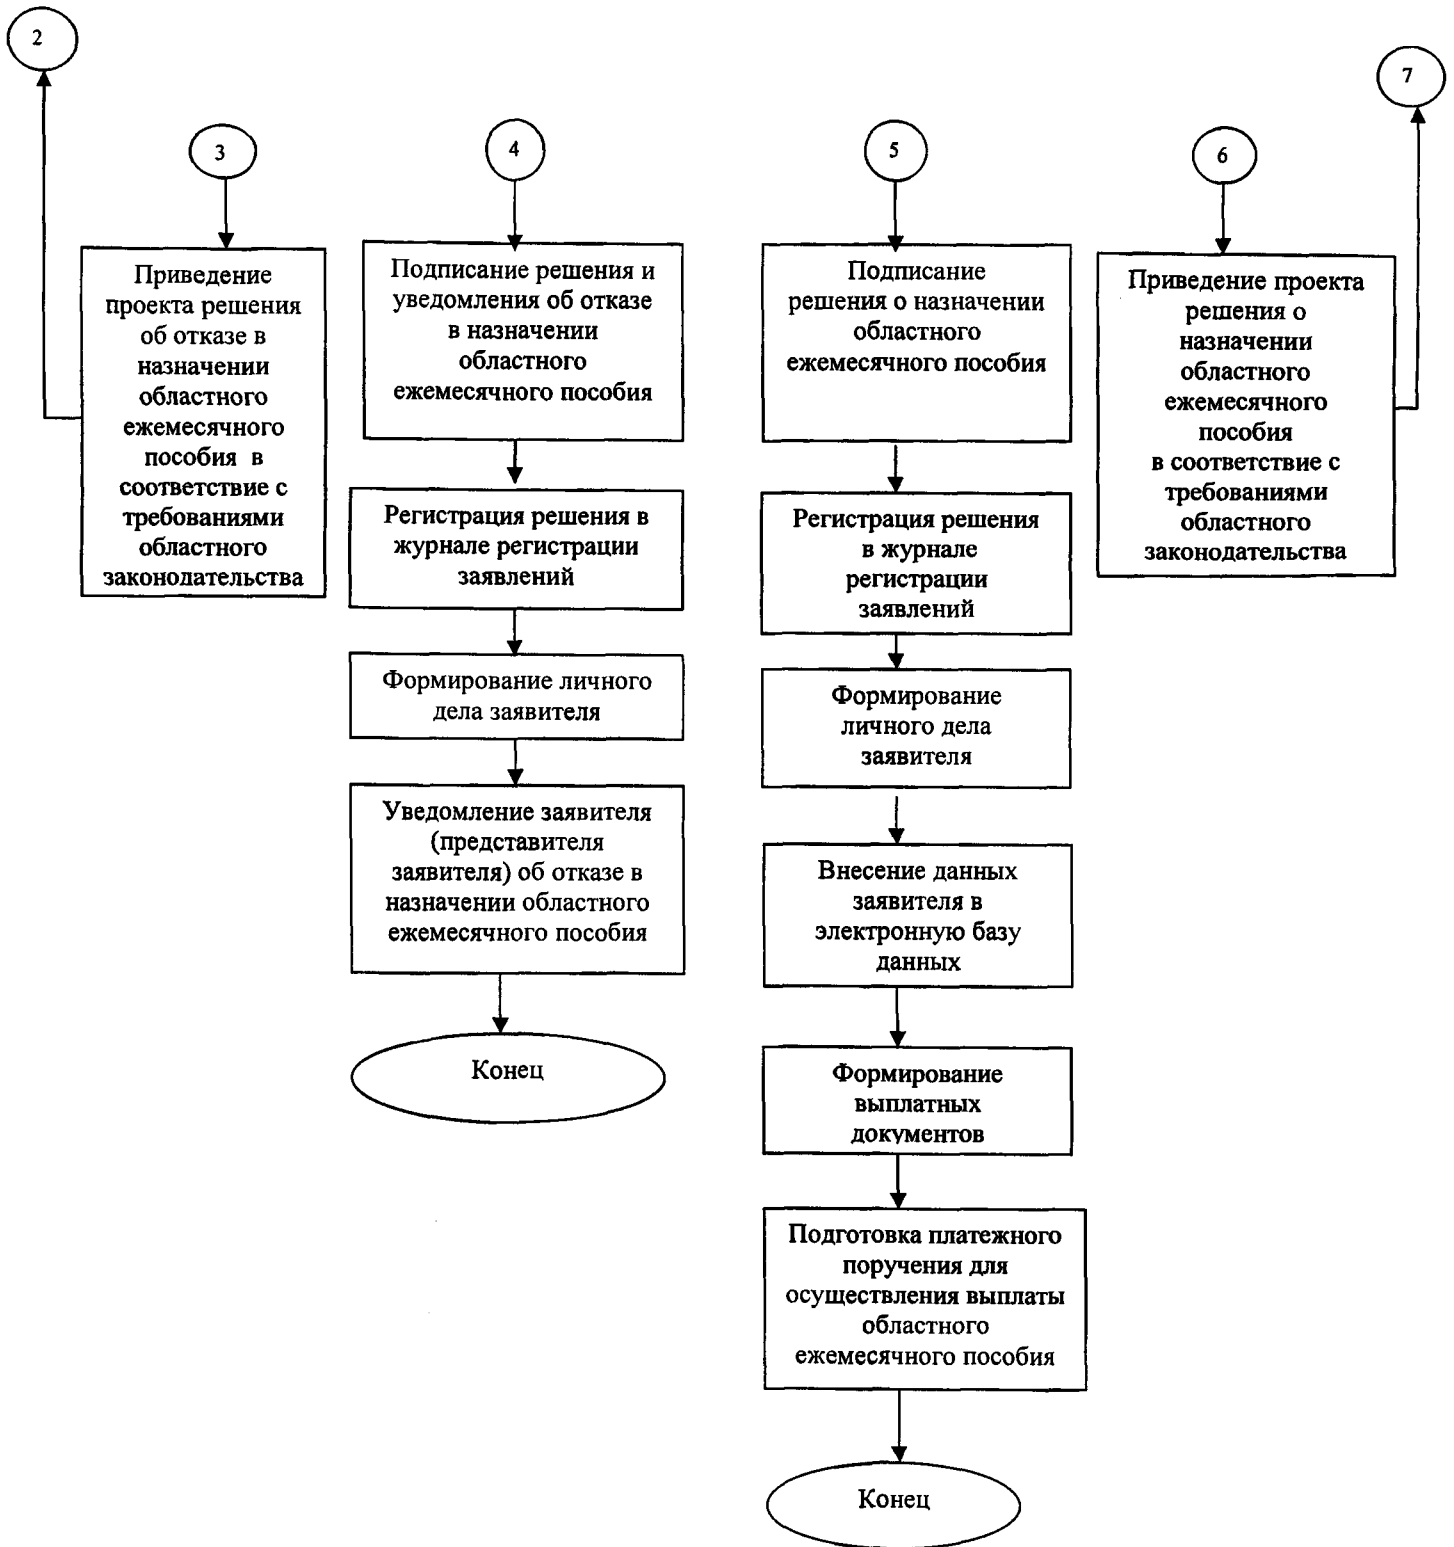 2
7
3
4
5
6
Приведение
проекта решения
об отказе в
назначении
областного
ежемесячного
пособия в
соответствие с
требованиями
областного
законодательства
Подписание решения и
уведомления об отказе
в назначении
областного
ежемесячного пособия
Регистрация решения в
журнале регистрации
заявлений
Формирование личного
дела заявителя
Уведомление заявителя
(представителя
заявителя) об отказе в
назначении областного
ежемесячного пособия
Конец
Подписание
решения о назначении
областного
ежемесячного пособия
Регистрация решения
в журнале
регистрации
заявлений
Формирование
личного дела
заявителя
Внесение данных
заявителя в
электронную базу
данных
Формирование
выплатных
документов
Подготовка платежного
поручения для
осуществления выплаты
областного
ежемесячного пособия
Конец
Приведение проекта
решения о
назначении
областного
ежемесячного
пособия
в соответствие с
требованиями
областного
законодательства